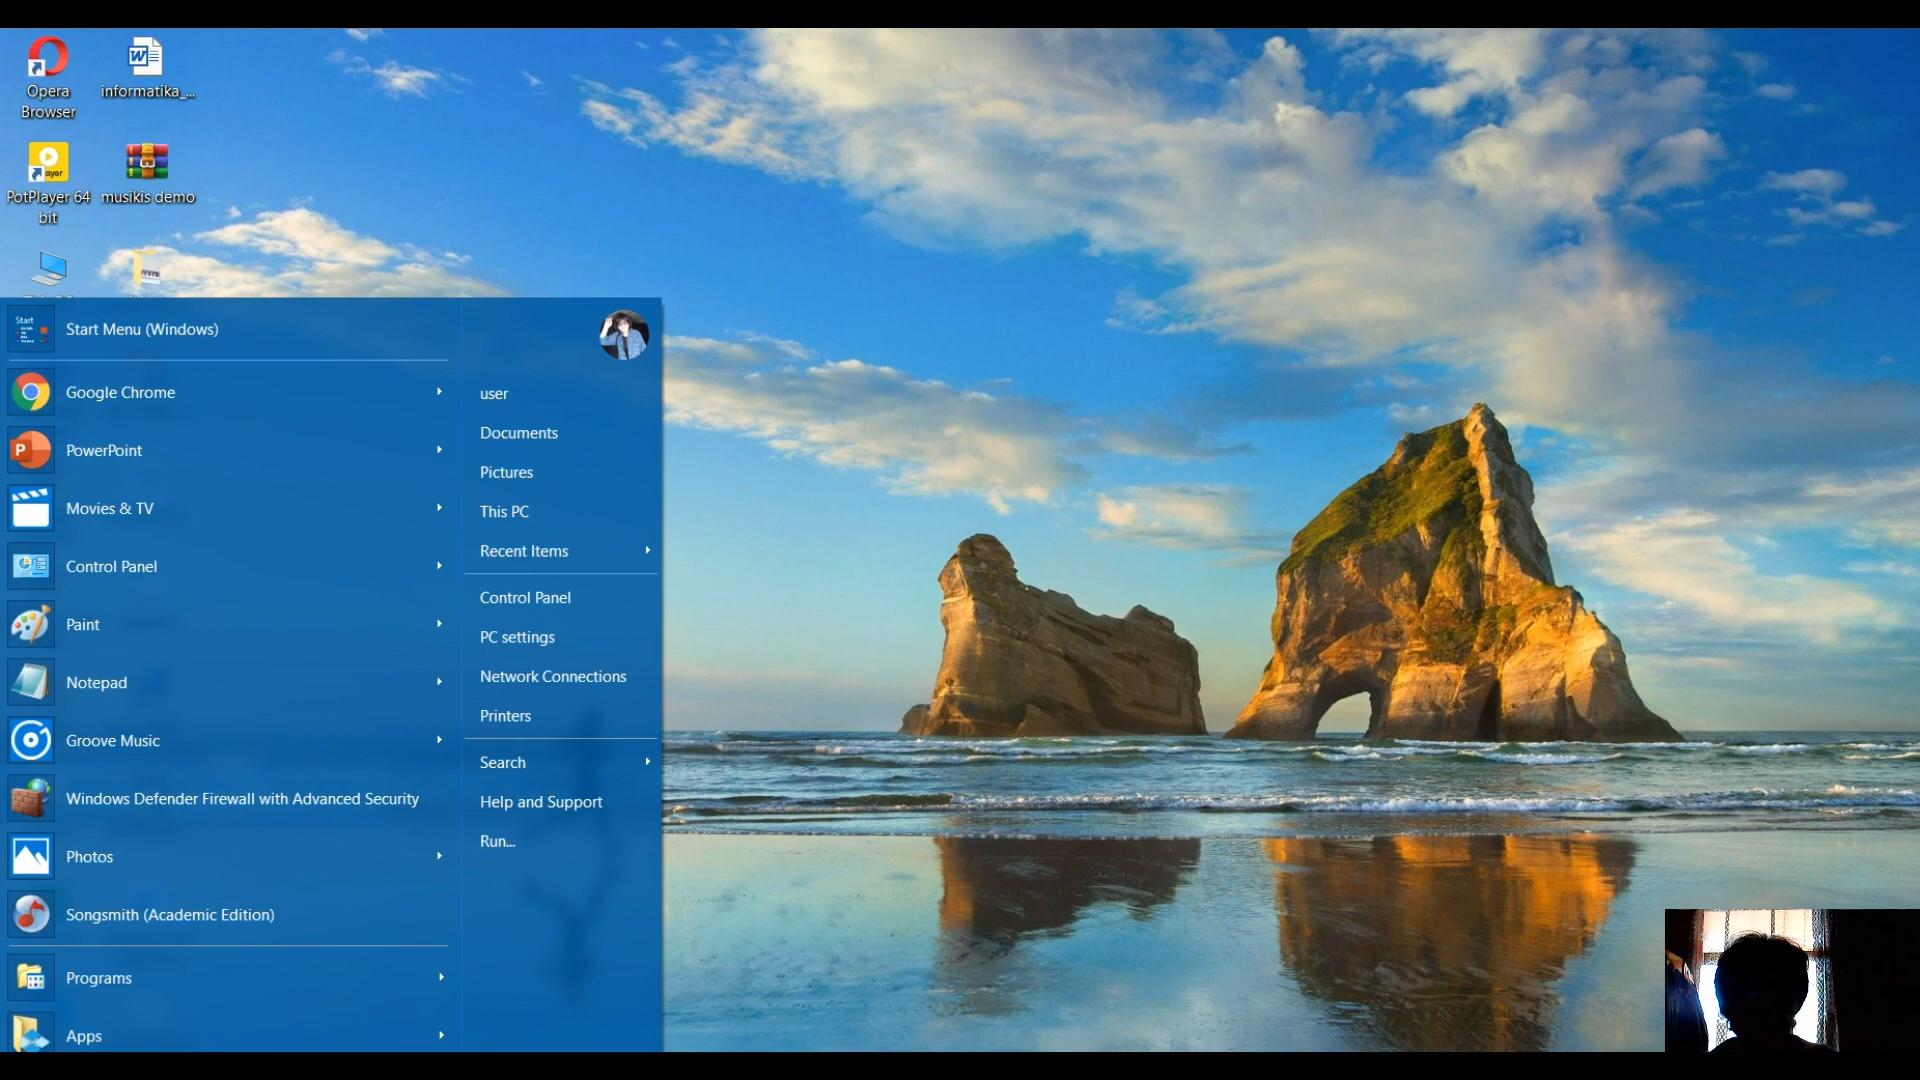 Opera
Browser
informatika_...
ayer
PotPlayer 64
bit
musikis demo
Start
Start Menu (Windows)
Google Chrome
PowerPoint
Movies & TV
Control Panel
Paint
Notepad
Groove Music
Windows Defender Firewall with Advanced Security
Photos
Songsmith (Academic Edition)
Programs
Apps
user
Documents
Pictures
This PC
Recent Items
Control Panel
PC settings
Network Connections
Printers
Search
Help and Support
Run...